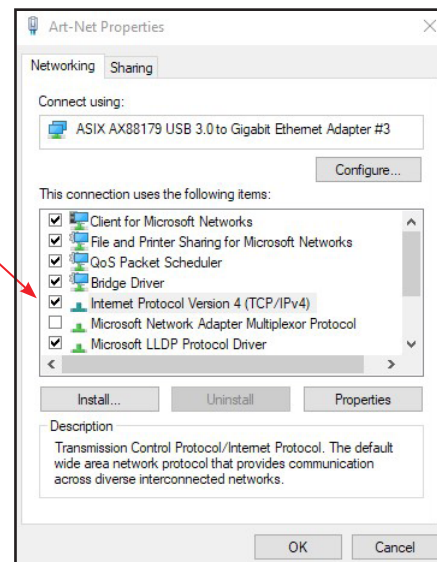 Art-Net Properties
Networking
Sharing
Connect using:
ASIX AX88179 USB 3.0 to Gigabit Ethernet Adapter #3
Configure...
This connection uses the following items:
Client for Microsoft Networks
File and Printer Sharing for Microsoft Networks
QoS Packet Scheduler
Bridge Driver
Internet Protocol Version 4 (TCP/IPv4)
Microsoft Network Adapter Multiplexor Protocol
Microsoft LLDP Protocol Driver
Install...
Uninstall
Properties
Description
Transmission Control Protocol/Internet Protocol. The default
wide area network protocol that provides communication
across diverse interconnected networks.
OK
Cancel